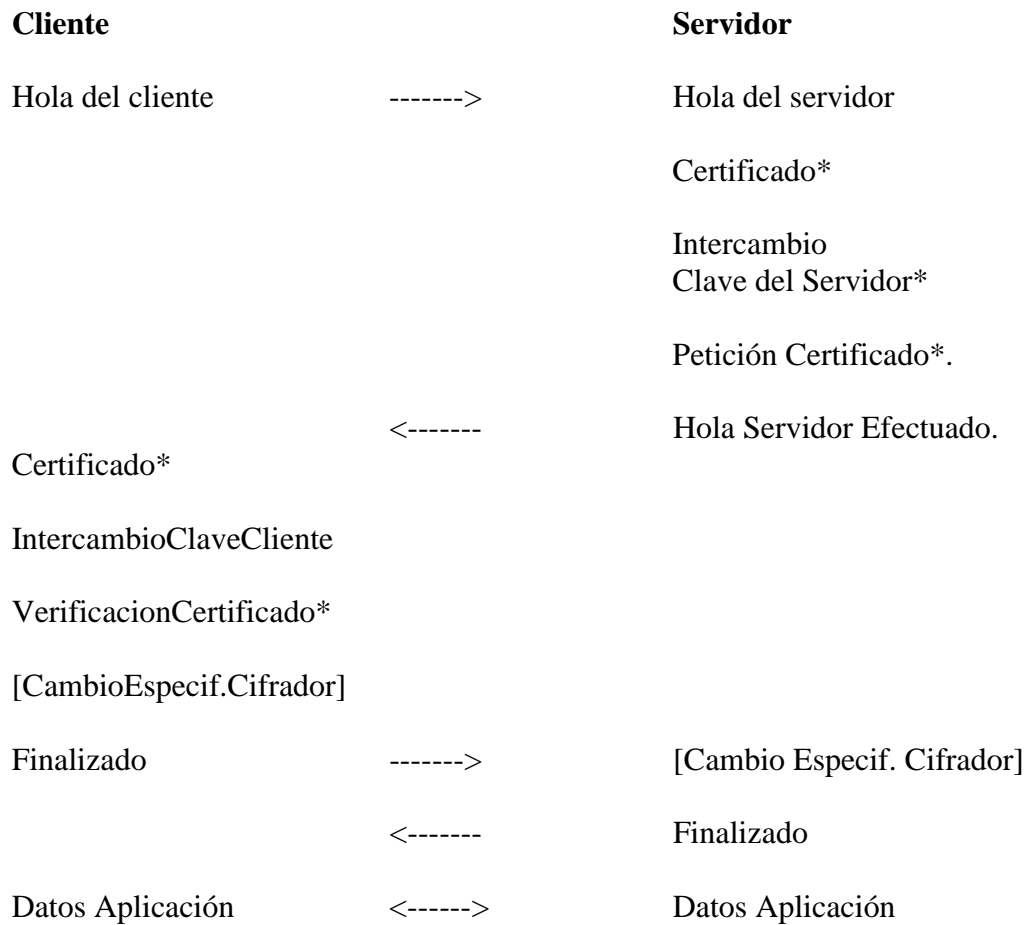 Cliente Servidor
Hola del cliente -------> Hola del servidor
Certificado*
Intercambio
Clave del Servidor*
Petición Certificado*.
<------- Hola Servidor Efectuado.
Certificado*
IntercambioClaveCliente
VerificacionCertificado*
[CambioEspecif.Cifrador]
Finalizado -------> [Cambio Especif. Cifrador]
<------- Finalizado
Datos Aplicación <------> Datos Aplicación